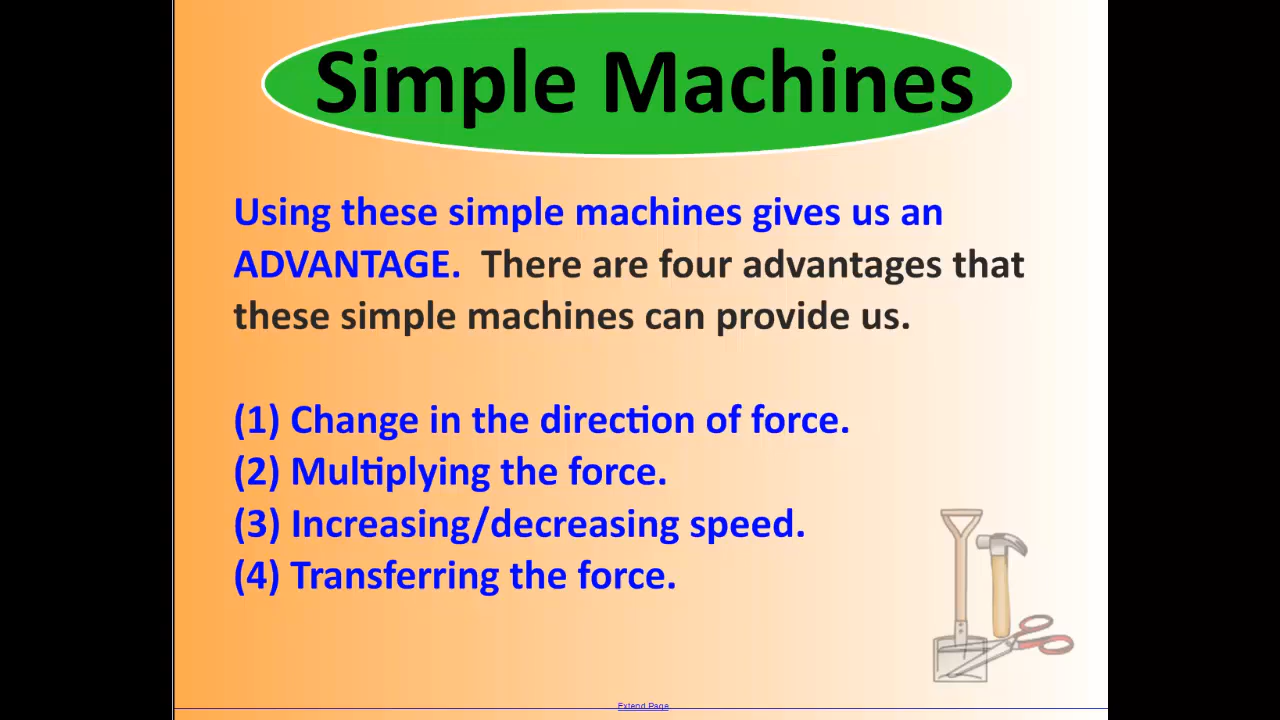 Simple Machines
Using these simple machines gives us an
ADVANTAGE.  There are four advantages that
these simple machines can provide us.
(1) Change in the direction of force.
(2) Multiplying the force.
(3) Increasing/decreasing speed.
(4) Transferring the force.
Extend Page